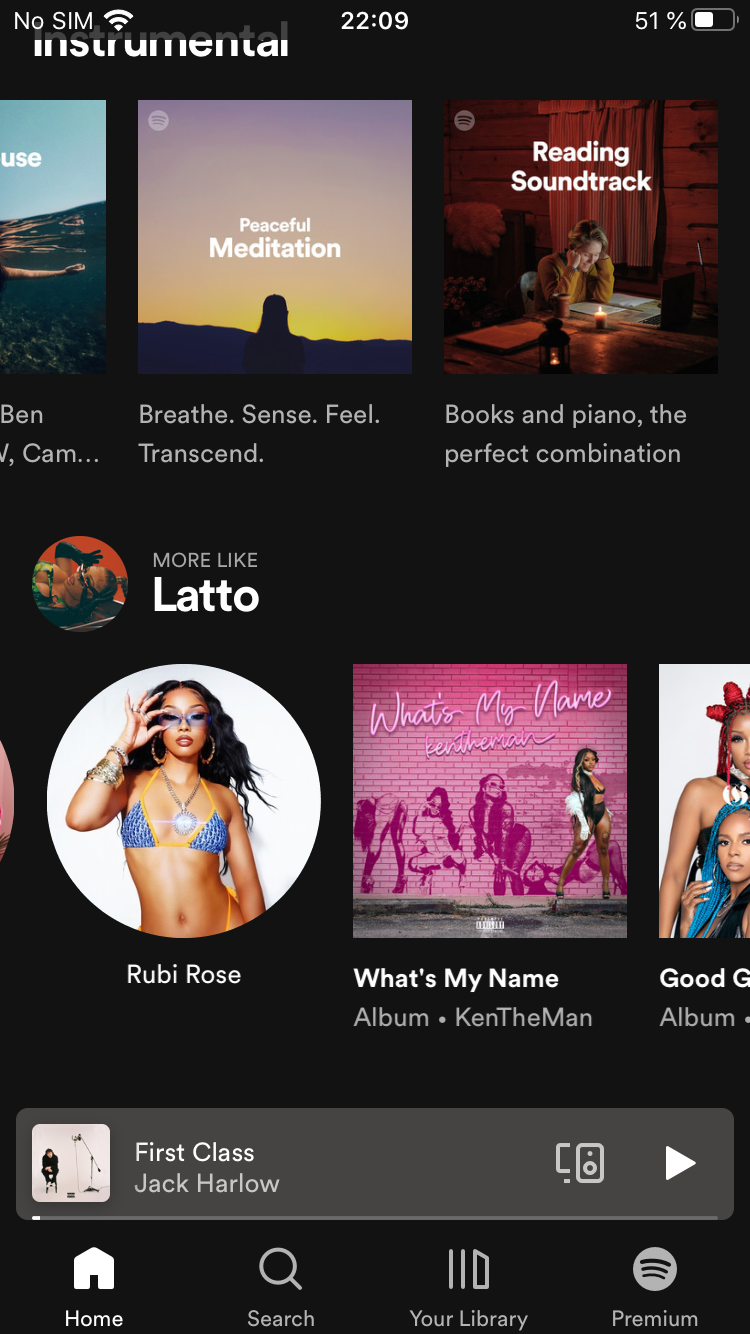 No SIM 22:09 51 %
Instrumental
use
Peaceful
Meditation
Reading
Soundtrack
Ben
Breathe. Sense. Feel.
Books and piano, the
, Cam...
Transcend.
perfect combination
MORE LIKE
Latto
What's My Name
kentheman
Rubi Rose
What's My Name
Good G
Album • KenTheMan
Album •
First Class
Jack Harlow
Home
Search
Your Library
Premium